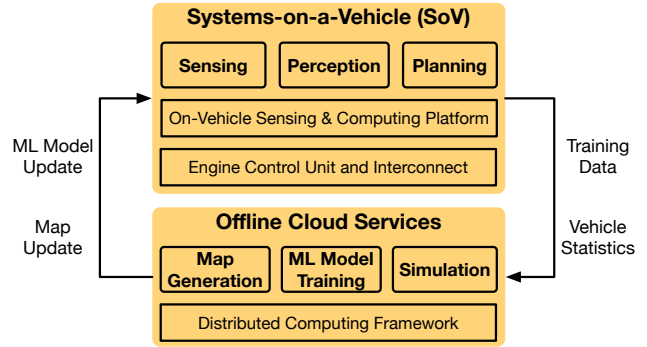 Systems-on-a-Vehicle (SoV)
Sensing
Perception
Planning
On-Vehicle Sensing & Computing Platform
Engine Control Unit and Interconnect
ML Model
Update
Map
Update
Training
Data
Vehicle
Statistics
Offline Cloud Services
Map
Generation
ML Model
Training
Simulation
Distributed Computing Framework